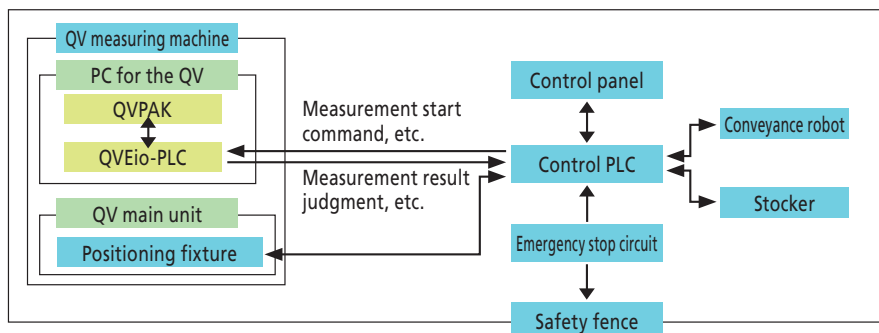 QV measuring machine
PC for the QV
QVPAK
QVEio-PLC
Measurement start
command, etc.
Measurement result
judgment, etc.
QV main unit
Positioning fixture
Control panel
Control PLC
Conveyance robot
Stocker
Emergency stop circuit
Safety fence